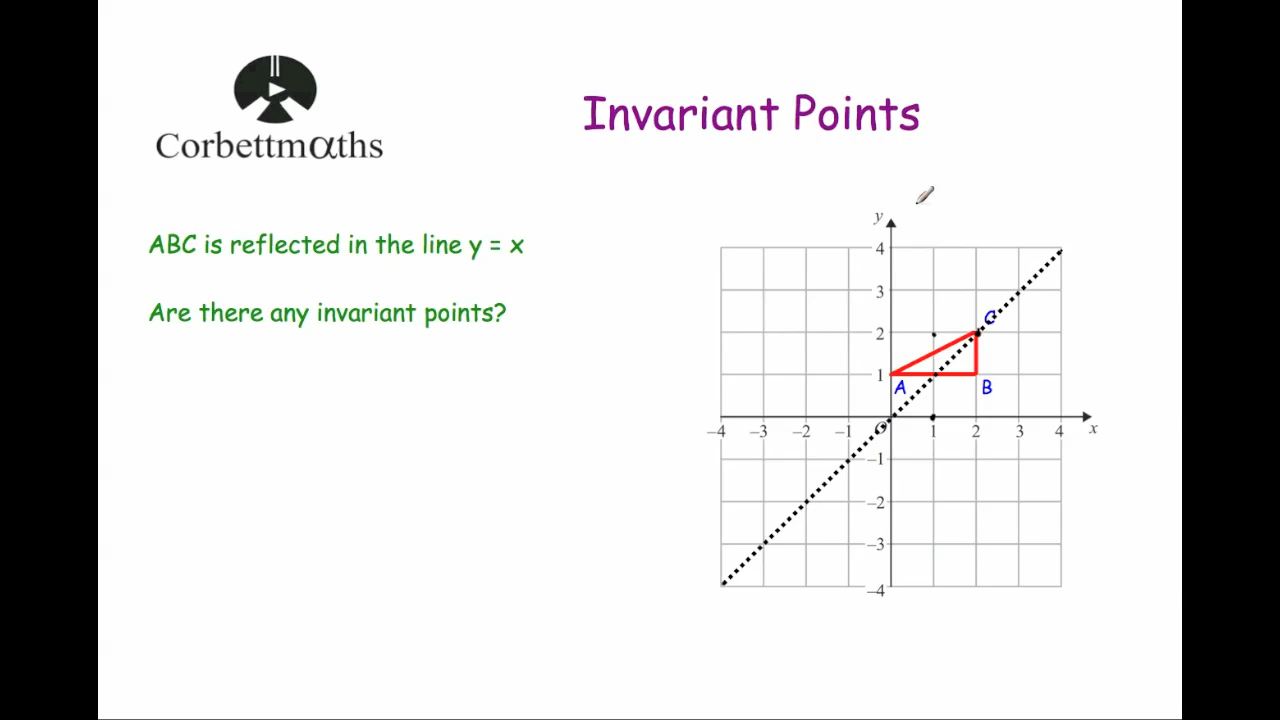 Corbettmαths
Invariant Points
ABC is reflected in the line y = x
Are there any invariant points?
y
4
3
2
1
C
A
B
−4 −3 −2 −1 O 1 2 3 4 x
−1
−2
−3
−4